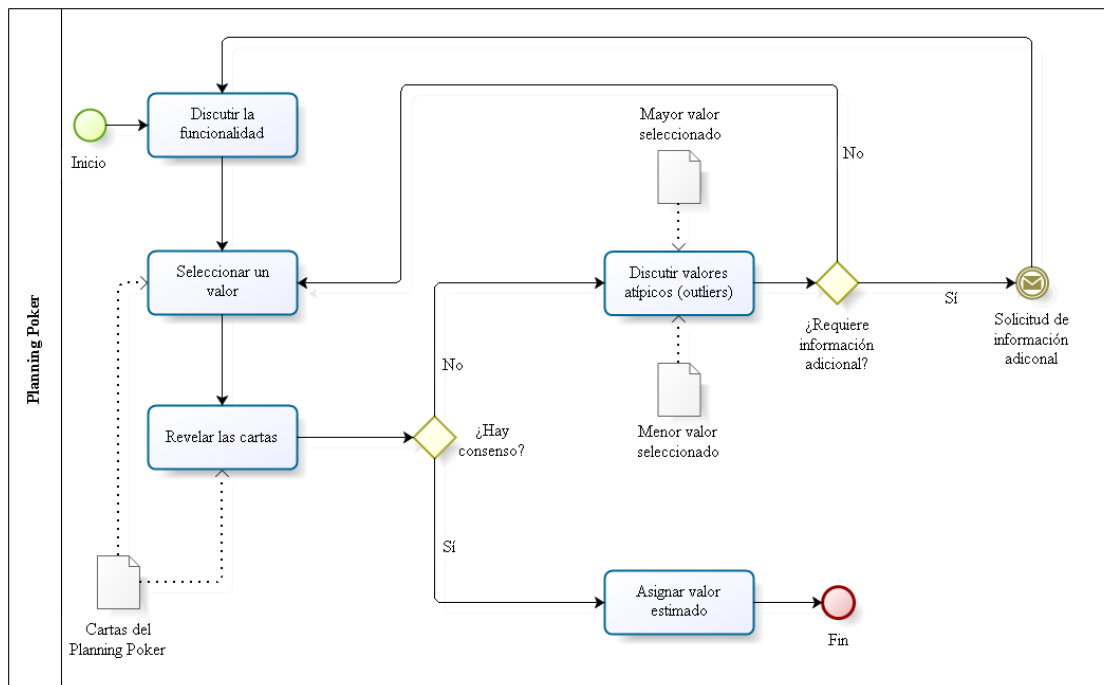 Planning Poker
Inicio
Discutir la
funcionalidad
Seleccionar un
valor
Revelar las cartas
Cartas del
Planning Poker
¿Hay
consenso?
No
Sí
Mayor valor
seleccionado
Discutir valores
atípicos (outliers)
Menor valor
seleccionado
¿Requiere
información
adicional?
No
Sí
Solicitud de
información
adiconal
Asignar valor
estimado
Fin